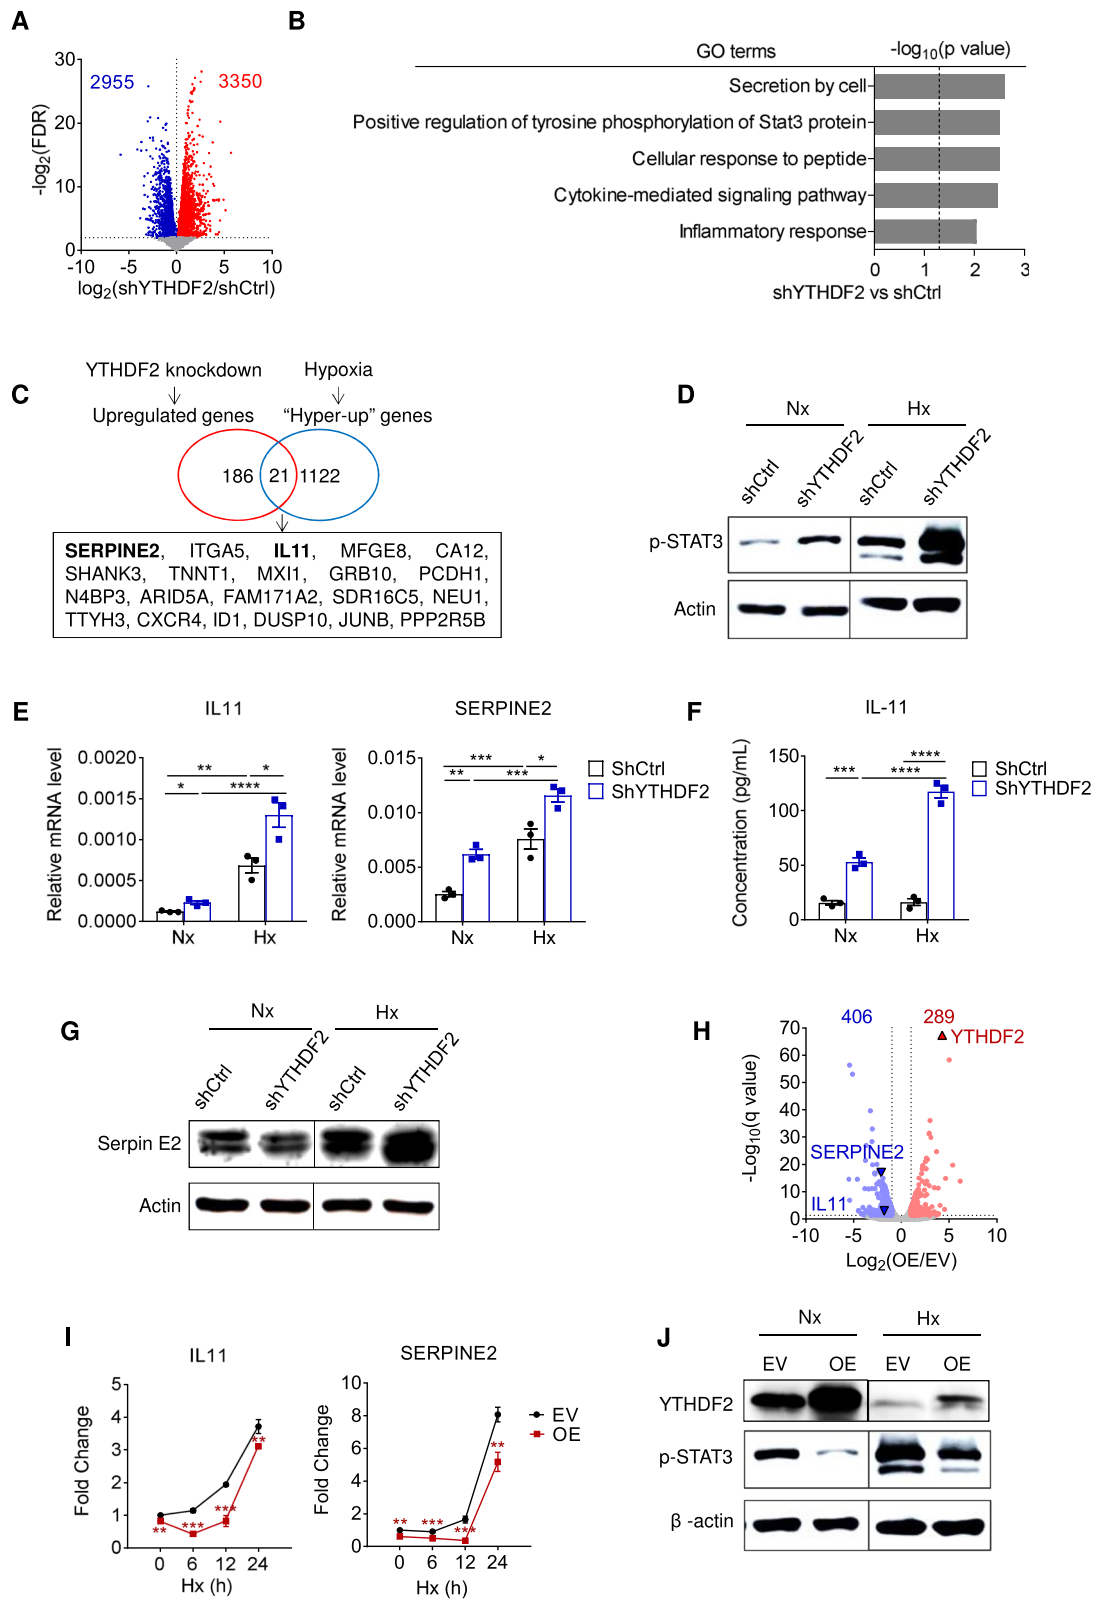 A
30
20
10
0
-log2(FDR)
2955
3350
-10 -5 0 5 10
log2(shYTHDF2/shCtrl)
B
GO terms -log10(p value)
Secretion by cell
Positive regulation of tyrosine phosphorylation of Stat3 protein
Cellular response to peptide
Cytokine-mediated signaling pathway
Inflammatory response
0 1 2 3
shYTHDF2 vs shCtrl
C
YTHDF2 knockdown Hypoxia
Upregulated genes “Hyper-up” genes
186 21 1122
SERPINE2, ITGA5, IL11, MFGE8, CA12,
SHANK3, TNNT1, MXI1, GRB10, PCDH1,
N4BP3, ARID5A, FAM171A2, SDR16C5, NEU1,
TTYH3, CXCR4, ID1, DUSP10, JUNB, PPP2R5B
D
Nx Hx
shCtrl shYTHDF2 shCtrl shYTHDF2
p-STAT3
Actin
E
IL11
Relative mRNA level
0.0020
0.0015
0.0010
0.0005
0.0000
** *
* ****
Nx Hx
SERPINE2
Relative mRNA level
0.015
0.010
0.005
0.000
*** *
** ***
Nx Hx
ShCtrl
ShYTHDF2
F
IL-11
Concentration (pg/mL)
150
100
50
0
****
*** ****
Nx Hx
ShCtrl
ShYTHDF2
G
Nx Hx
shCtrl shYTHDF2 shCtrl shYTHDF2
Serpin E2
Actin
H
406 289
YTHDF2
SERPINE2
IL11
-Log10(q value)
70
60
50
40
30
20
10
0
-10 -5 0 5 10
Log2(OE/EV)
I
IL11
Fold Change
5
4
3
2
1
0
** *** *** **
0 6 12 24
Hx (h)
SERPINE2
Fold Change
10
8
6
4
2
0
** *** *** **
0 6 12 24
Hx (h)
EV
OE
J
Nx Hx
EV OE EV OE
YTHDF2
p-STAT3
β -actin